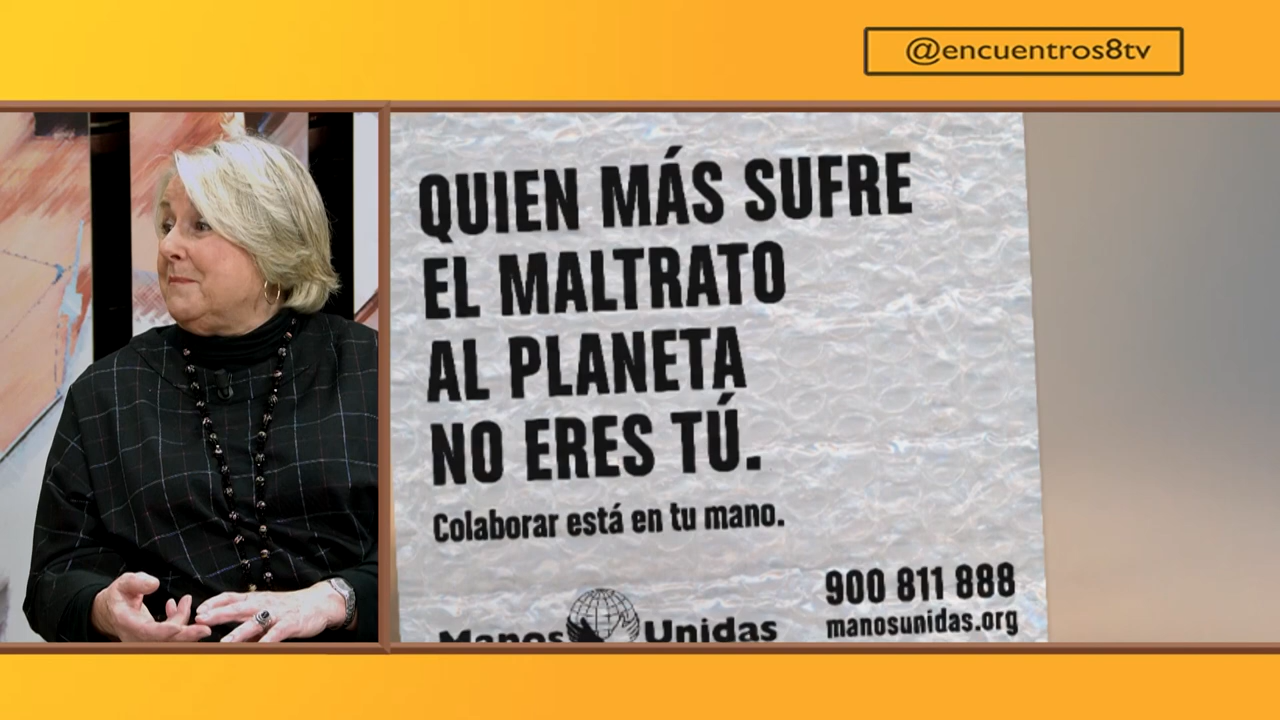 @encuentros8tv
QUIEN MÁS SUFRE
EL MALTRATO
AL PLANETA
NO ERES TÚ.
Colaborar está en tu mano.
900 811 888
Manos Unidas
manosunidas.org